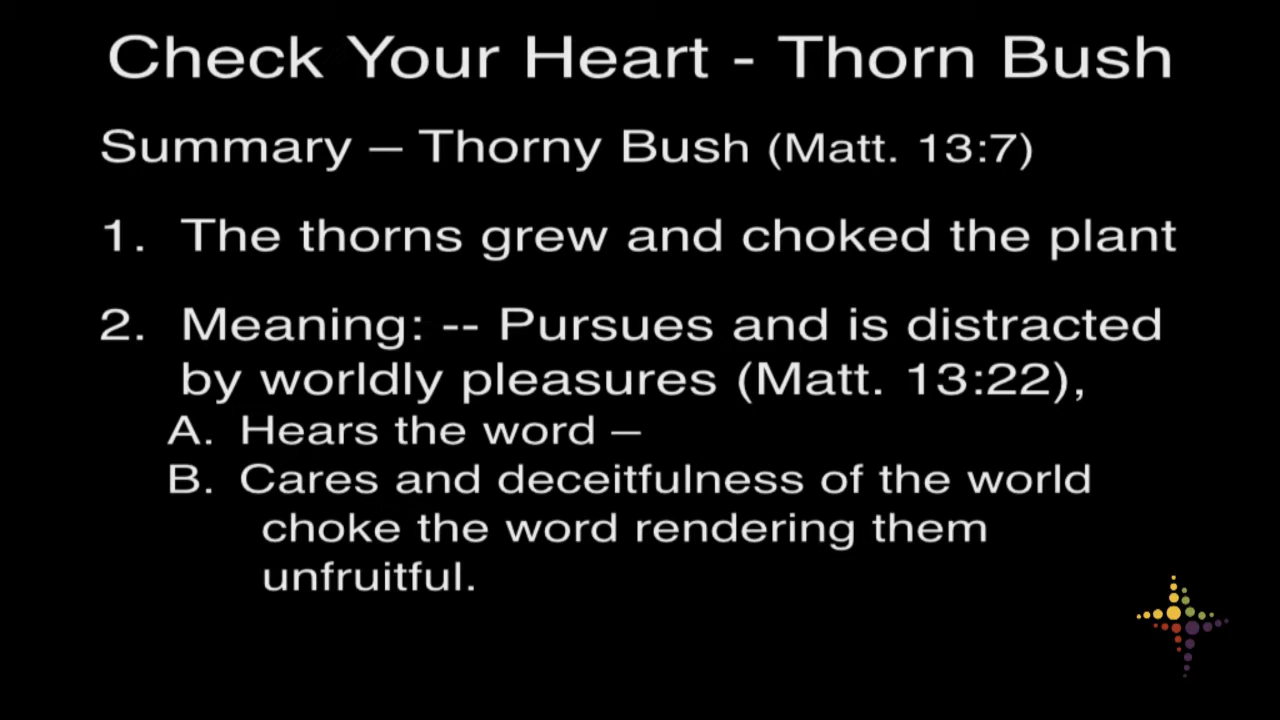 Check Your Heart - Thorn Bush
Summary – Thorny Bush (Matt. 13:7)
1. The thorns grew and choked the plant
2. Meaning: -- Pursues and is distracted
by worldly pleasures (Matt. 13:22),
A. Hears the word –
B. Cares and deceitfulness of the world
choke the word rendering them
unfruitful.